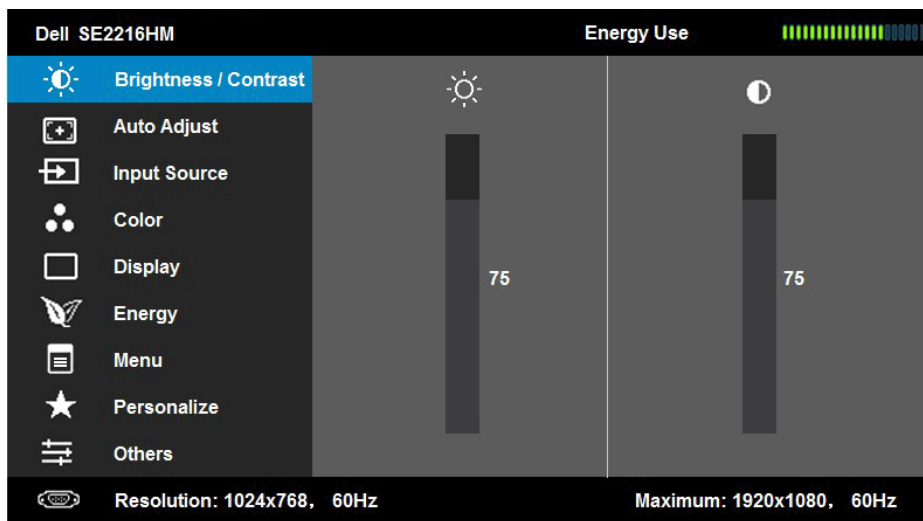 Dell SE2216HM Energy Use
Brightness / Contrast
Auto Adjust
Input Source
Color
Display
75 75
Energy
Menu
Personalize
Others
Resolution: 1024x768, 60Hz Maximum: 1920x1080, 60Hz